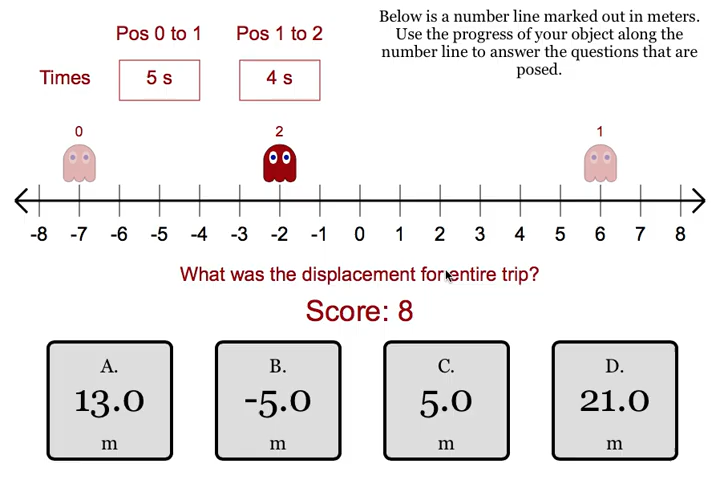 Below is a number line marked out in meters.
Use the progress of your object along the
number line to answer the questions that are
posed.
Pos 0 to 1 Pos 1 to 2
Times 5 s 4 s
0 2 1
-8 -7 -6 -5 -4 -3 -2 -1 0 1 2 3 4 5 6 7 8
What was the displacement for entire trip?
Score: 8
A. B. C. D.
13.0 -5.0 5.0 21.0
m m m m